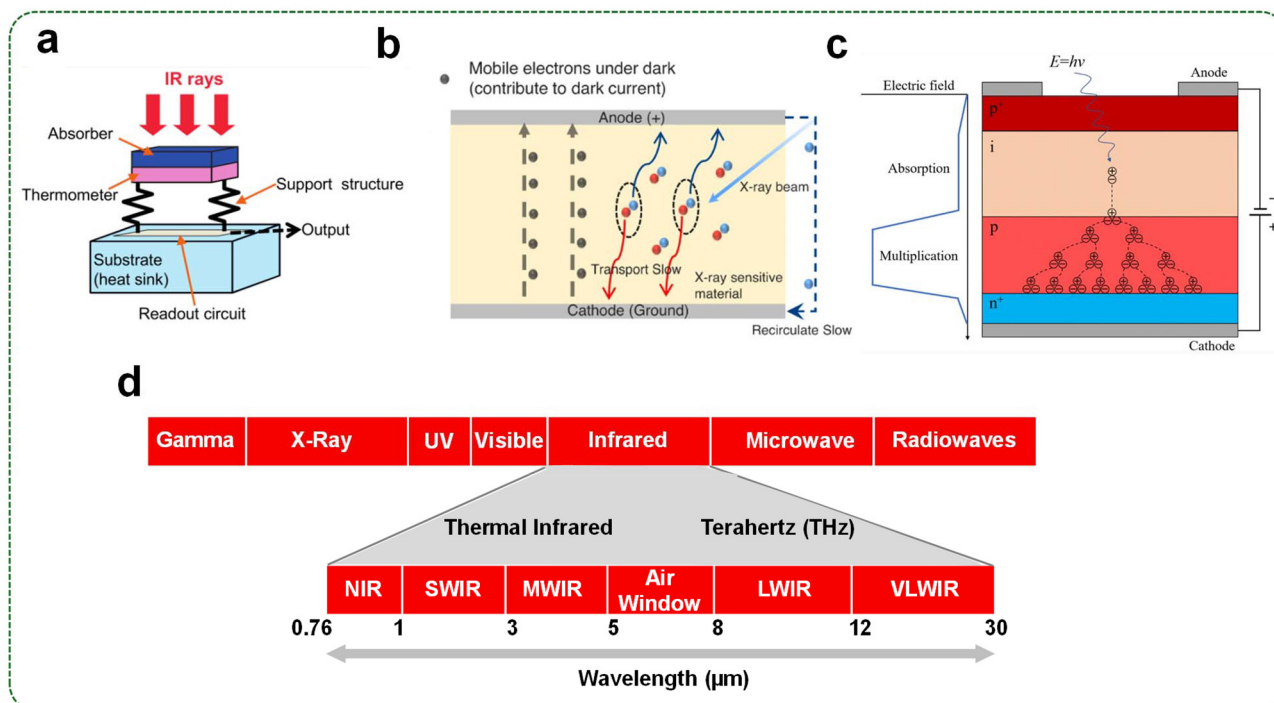 a
IR rays
Absorber
Thermometer
Support structure
Output
Substrate
(heat sink)
Readout circuit
b
Mobile electrons under dark
(contribute to dark current)
Anode (+)
X-ray beam
Transport Slow
X-ray sensitive
material
Cathode (Ground)
Recirculate Slow
c
E=hv
Anode
Electric field
p+
i
Absorption
p
Multiplication
n+
Cathode
−
+
d
Gamma X-Ray UV Visible Infrared Microwave Radiowaves
Thermal Infrared Terahertz (THz)
NIR SWIR MWIR Air
Window LWIR VLWIR
0.76 1 3 5 8 12 30
Wavelength (μm)